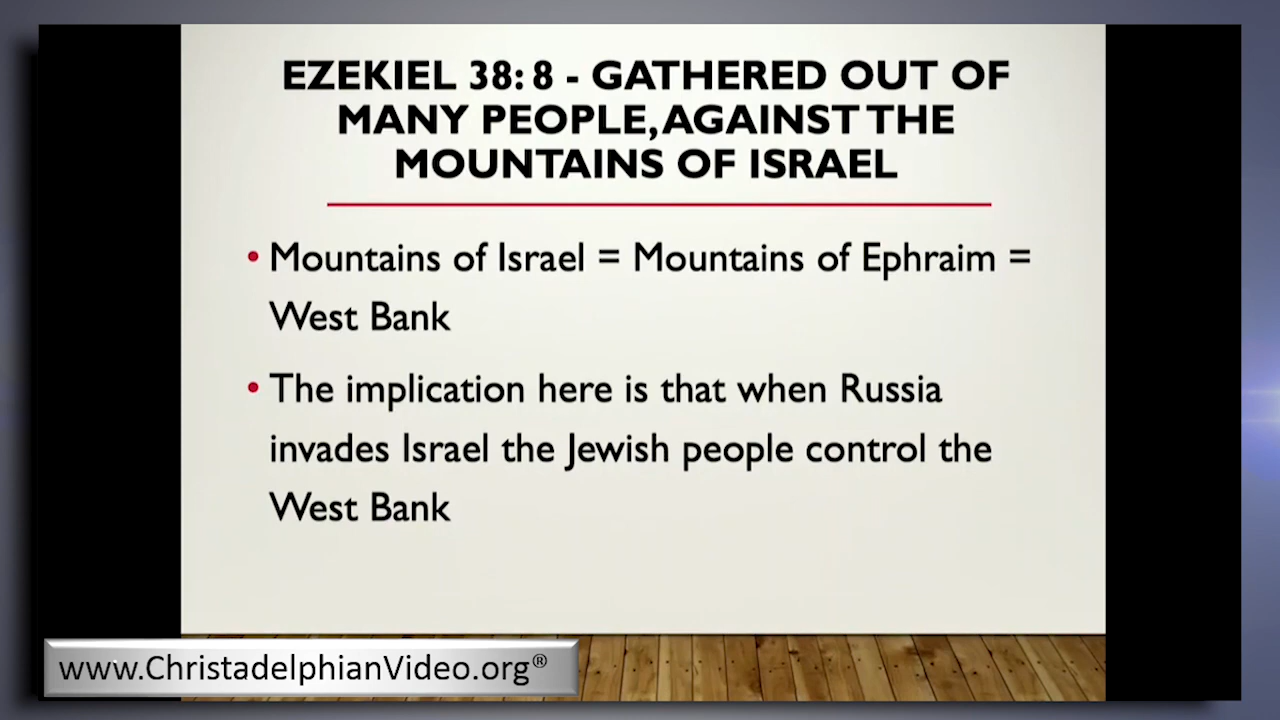 EZEKIEL 38: 8 - GATHERED OUT OF
MANY PEOPLE, AGAINST THE
MOUNTAINS OF ISRAEL
• Mountains of Israel = Mountains of Ephraim =
West Bank
• The implication here is that when Russia
invades Israel the Jewish people control the
West Bank
www.ChristadelphianVideo.org®